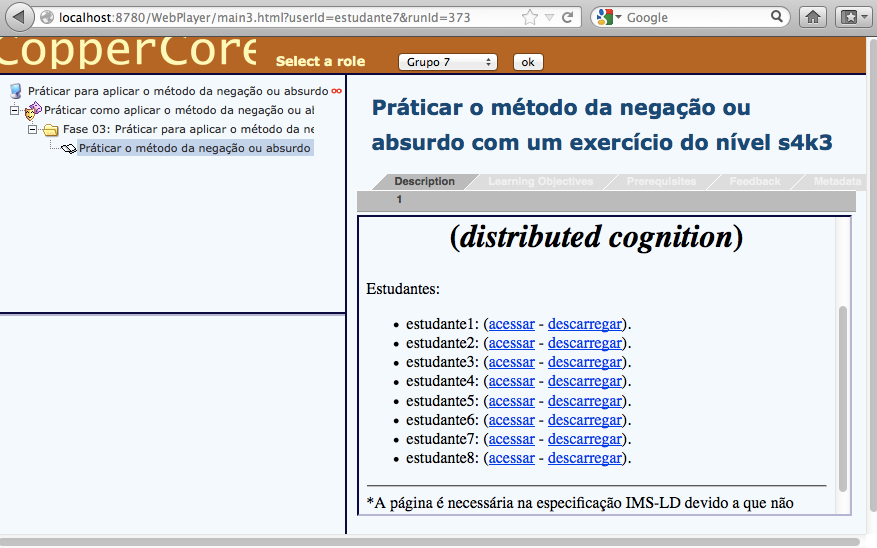 localhost:8780/WebPlayer/main3.html?userId=estudante7&runId=373
Google
CopperCore
Select a role
Grupo 7
ok
Práticar para aplicar o método da negação ou absurdo
Práticar como aplicar o método da negação ou al
Fase 03: Práticar para aplicar o método da ne
Práticar o método da negação ou absurdo
Práticar o método da negação ou
absurdo com um exercício do nível s4k3
Description Learning Objectives Prerequisites Feedback Metadata
1
(distributed cognition)
Estudantes:
• estudante1: (acessar - descarregar).
• estudante2: (acessar - descarregar).
• estudante3: (acessar - descarregar).
• estudante4: (acessar - descarregar).
• estudante5: (acessar - descarregar).
• estudante6: (acessar - descarregar).
• estudante7: (acessar - descarregar).
• estudante8: (acessar - descarregar).
*A página é necessária na especificação IMS-LD devido a que não